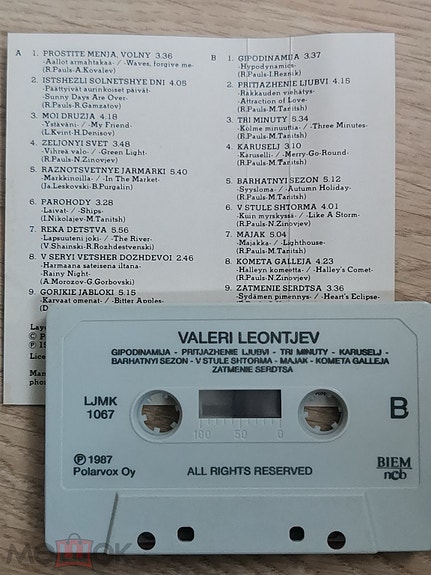 A 1. PROSTITE MENJA, VOLNY 3.36
-Aallot armahtakaa- / -Waves, forgive me-
(R.Pauls-A.Kovalev)
2. ISTSHEZLI SOLNETSHYE DNI 4.05
-Päättyivät aurinkoiset päivät-
-Sunny Days Are Over-
(R.Pauls-R.Gamzatov)
3. MOI DRUZJA 4.18
-Ystäväni- / -My Friend-
(L.Kvint-H.Denisov)
4. ZELJONYI SVET 3.48
-Vihreä valo- / -Green Light-
(R.Pauls-N.Zinovjev)
5. RAZNOTSVETNYE JARMARKI 5.40
-Markkinoilla- / -In The Market-
(Ja.Leskovski-B.Purgalin)
6. PAROHODY 3.28
-Laivat- / -Ships-
(I.Nikolajev-M.Tanitsh)
7. REKA DETSTVA 5.56
-Lapsuuteni joki- / -The River-
(V.Shainski-R.Rozhdestvenski)
8. V SERYI VETSHER DOZHDEVOI 2.46
-Harmaana sateisena iltana-
-Rainy Night-
(A.Morozov-G.Gorbovski)
9. GORJKIE JABLOKI 5.15
-Karvaat omenat- / -Bitter Apples-
B 1. GIPODINAMIJA 3.37
-Hypodynamics-
(R.Pauls-I.Reznik)
2. PRITJAZHENIE LJUBVI 4.15
-Rakkauden viehätys-
-Attraction of Love-
(R.Pauls-M.Tanitsh)
3. TRI MINUTY 5.34
-Kolme minuuttia- / -Three Minutes-
(R.Pauls-M.Tanitsh)
4. KARUSELJ 3.10
-Karuselli- / -Merry-Go-Round-
(R.Pauls-M.Tanitsh)
5. BARHATNYI SEZON 5.12
-Syysloma- / -Autumn Holiday-
(R.Pauls-M.Tanitsh)
6. V STULE SHTORMA 4.01
-Kuin myrskyssä- / -Like A Storm-
(R.Pauls-N.Zinovjev)
7. MAJAK 5.04
-Majakka- / -Lighthouse-
(R.Pauls-M.Tanitsh)
8. KOMETA GALLEJA 4.23
-Halleyn komeetta- / -Halley's Comet-
(R.Pauls-N.Zinovjev)
9. ZATMENIE SERTSA 3.36
-Sydämen pimennys- / -Heart's Eclipse-
VALERI LEONTJEV
GIPODINAMIJA - PRITJAZHENIE LJUBVI - TRI MINUTY - KARUSELJ -
BARHATNYI SEZON - V STULE SHTORMA - MAJAK - KOMETA GALLEJA
ZATMENIE SERDTSA
LJMK
1067
B
100 50 0
Ⓟ 1987
Polarvox Oy
ALL RIGHTS RESERVED
BIEM
ncb
МЕШОК